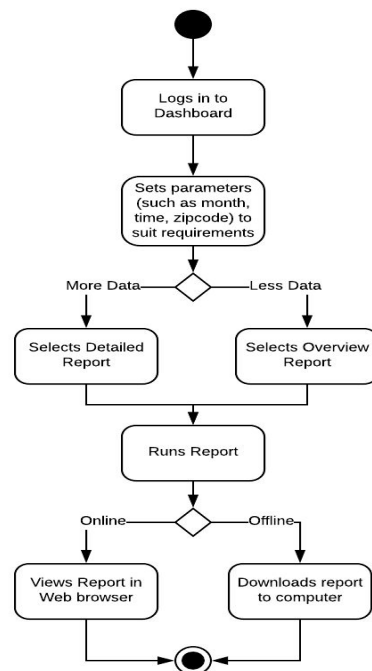 Logs in to
Dashboard
Sets parameters
(such as month,
time, zipcode) to
suit requirements
More Data
Less Data
Selects Detailed
Report
Selects Overview
Report
Runs Report
Online
Offline
Views Report in
Web browser
Downloads report
to computer